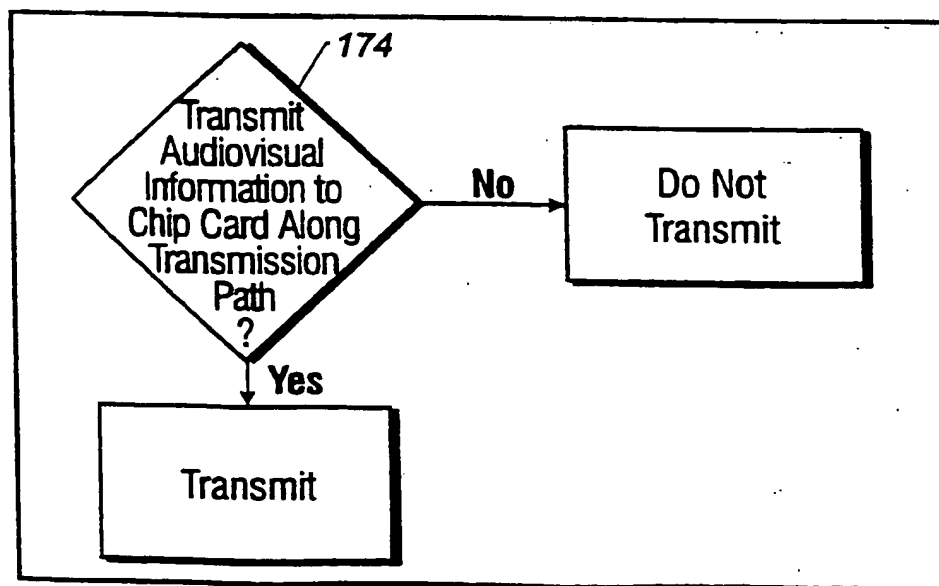 174
Transmit
Audiovisual
Information to
Chip Card Along
Transmission
Path
?
No
Do Not
Transmit
Yes
Transmit